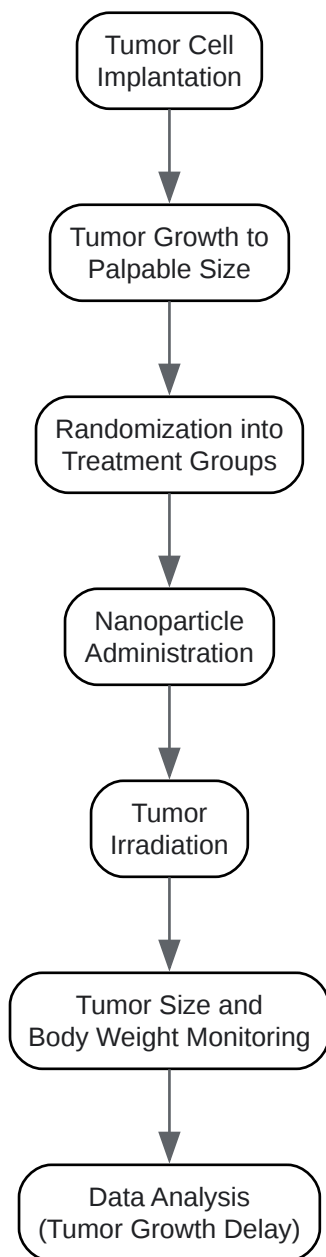 Tumor Cell
Implantation
Tumor Growth to
Palpable Size
Randomization into
Treatment Groups
Nanoparticle
Administration
Tumor
Irradiation
Tumor Size and
Body Weight Monitoring
Data Analysis
(Tumor Growth Delay)